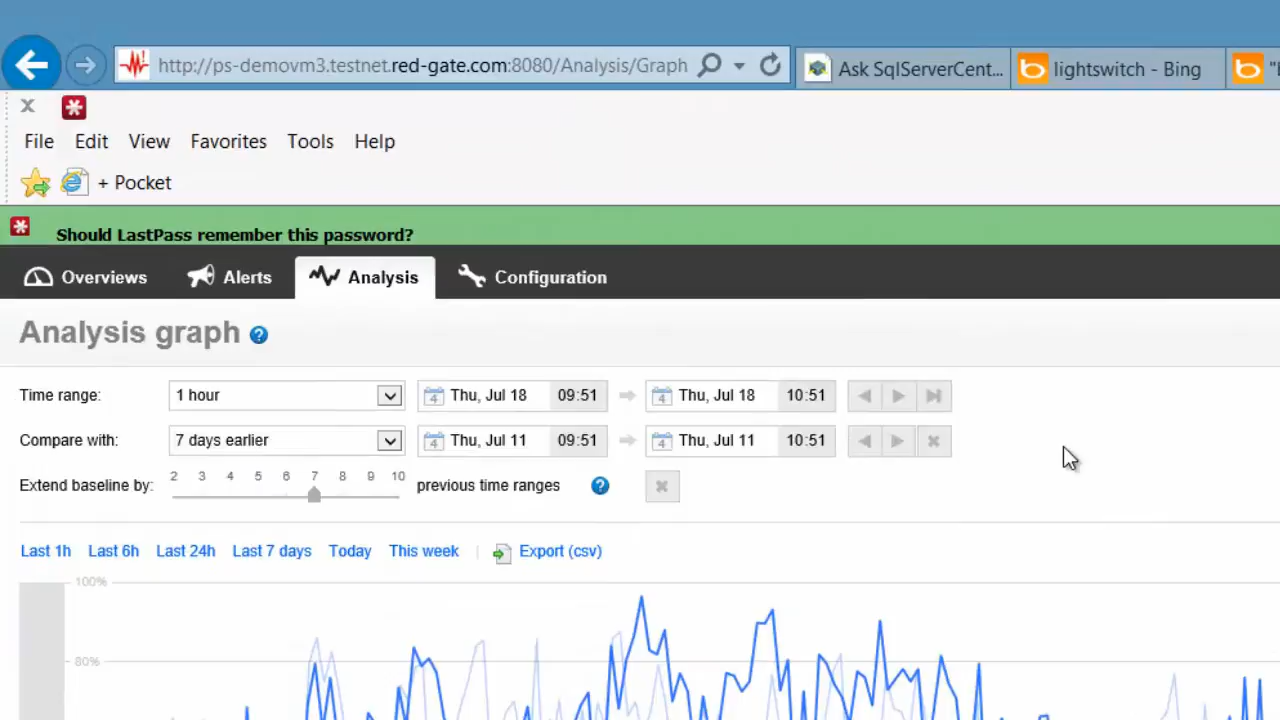 http://ps-demovm3.testnet.red-gate.com:8080/Analysis/Graph Ask SqlServerCent... lightswitch - Bing
File Edit View Favorites Tools Help
+ Pocket
Should LastPass remember this password?
Overviews Alerts Analysis Configuration
Analysis graph ?
Time range: 1 hour 4 Thu, Jul 18 09:51 4 Thu, Jul 18 10:51
Compare with: 7 days earlier 4 Thu, Jul 11 09:51 4 Thu, Jul 11 10:51
2 3 4 5 6 7 8 9 10
Extend baseline by: previous time ranges ?
Last 1h Last 6h Last 24h Last 7 days Today This week | Export (csv)
100%
80%